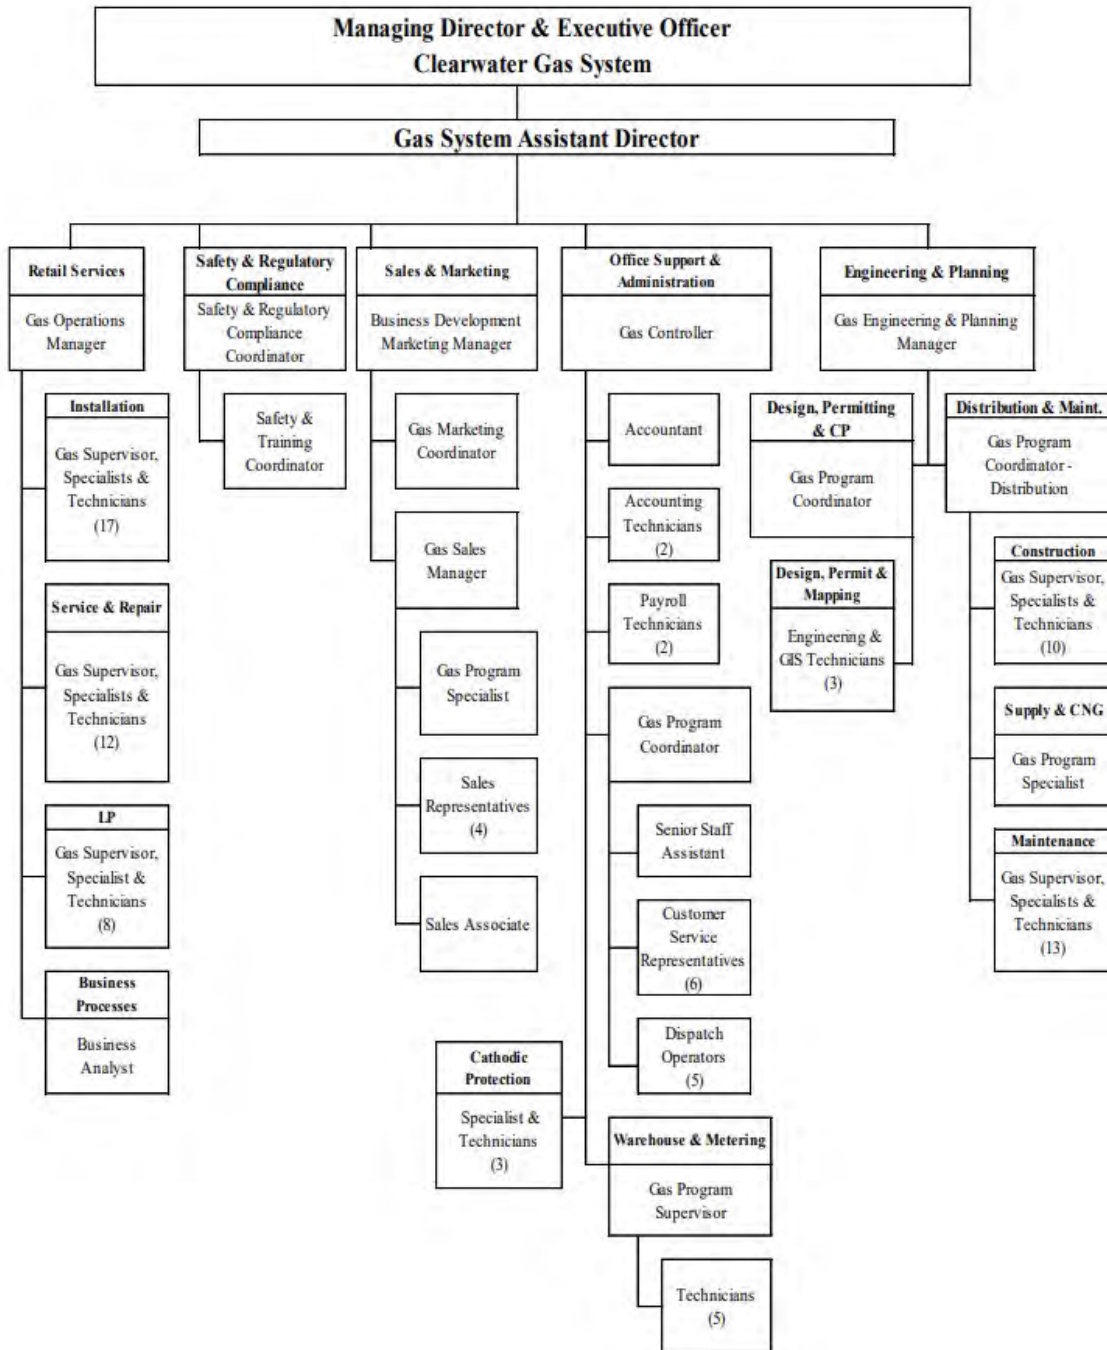 Managing Director & Executive Officer
Clearwater Gas System
Gas System Assistant Director
Retail Services
Gas Operations
Manager
Installation
Gas Supervisor,
Specialists &
Technicians
(17)
Service & Repair
Gas Supervisor,
Specialists &
Technicians
(12)
LP
Gas Supervisor,
Specialist &
Technicians
(8)
Business
Processes
Business
Analyst
Safety & Regulatory
Compliance
Safety & Regulatory
Compliance
Coordinator
Safety &
Training
Coordinator
Sales & Marketing
Business Development
Marketing Manager
Gas Marketing
Coordinator
Gas Sales
Manager
Gas Program
Specialist
Sales
Representatives
(4)
Sales Associate
Office Support &
Administration
Gas Controller
Accountant
Accounting
Technicians
(2)
Payroll
Technicians
(2)
Gas Program
Coordinator
Senior Staff
Assistant
Customer
Service
Representatives
(6)
Dispatch
Operators
(5)
Cathodic
Protection
Specialist &
Technicians
(3)
Warehouse & Metering
Gas Program
Supervisor
Technicians
(5)
Engineering & Planning
Gas Engineering & Planning
Manager
Design, Permitting
& CP
Gas Program
Coordinator
Design, Permit &
Mapping
Engineering &
GIS Technicians
(3)
Distribution & Maint.
Gas Program
Coordinator -
Distribution
Construction
Gas Supervisor,
Specialists &
Technicians
(10)
Supply & CNG
Gas Program
Specialist
Maintenance
Gas Supervisor,
Specialists &
Technicians
(13)